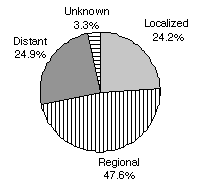 Unknown
3.3%
Localized
24.2%
Distant
24.9%
Regional
47.6%